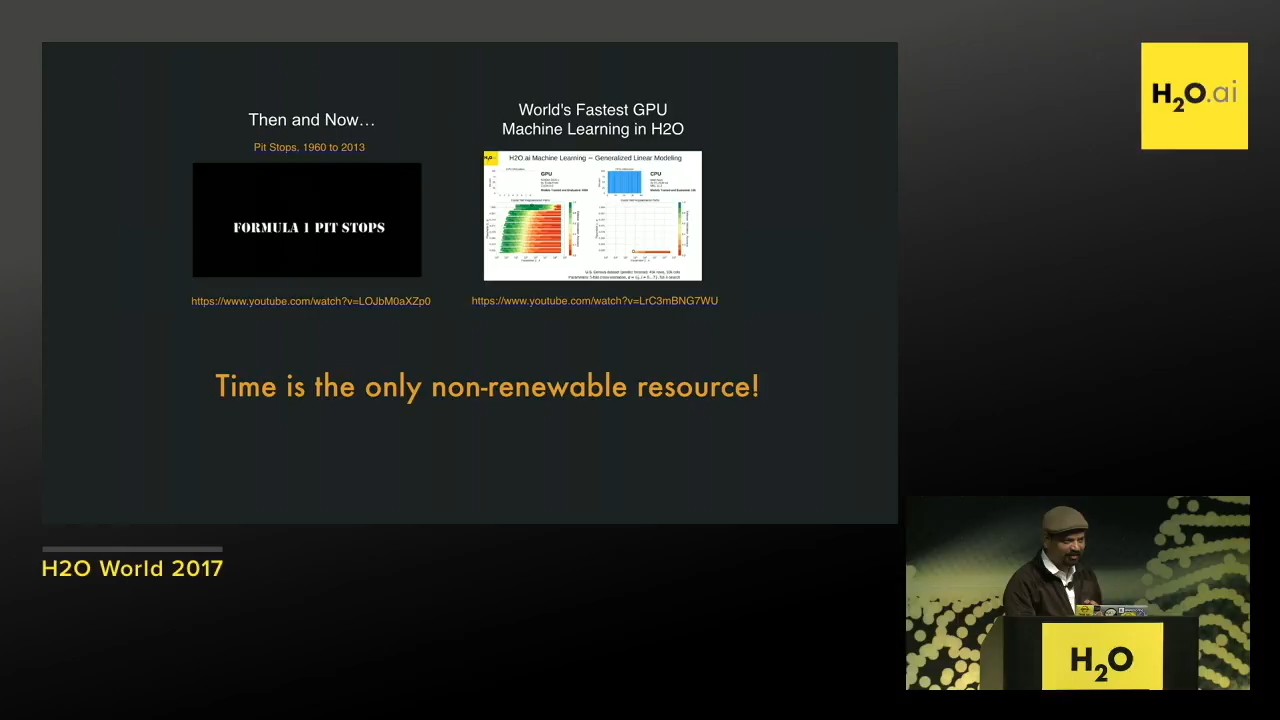 Then and Now…
Pit Stops, 1960 to 2013
FORMULA 1 PIT STOPS
https://www.youtube.com/watch?v=LOJbM0aXZp0
World's Fastest GPU
Machine Learning in H2O
H2O.ai Machine Learning – Generalized Linear Modeling
GPU
CPU
https://www.youtube.com/watch?v=LrC3mBNG7WU
Time is the only non-renewable resource!
H2O.ai
H2O World 2017
H2O